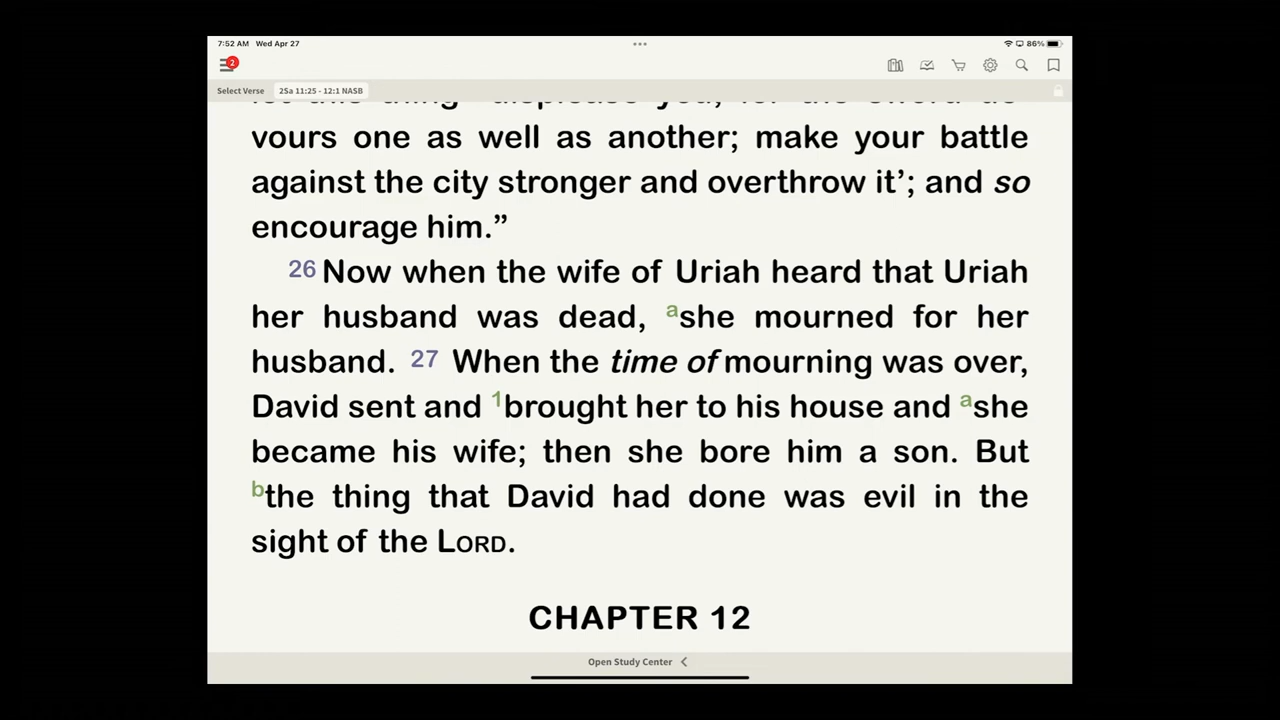 7:52 AM Wed Apr 27
86%
2
Select Verse 2Sa 11:25 - 12:1 NASB
vours one as well as another; make your battle
against the city stronger and overthrow it’; and so
encourage him.”
26 Now when the wife of Uriah heard that Uriah
her husband was dead, ashe mourned for her
husband. 27 When the time of mourning was over,
David sent and 1brought her to his house and ashe
became his wife; then she bore him a son. But
bthe thing that David had done was evil in the
sight of the LORD.
CHAPTER 12
Open Study Center